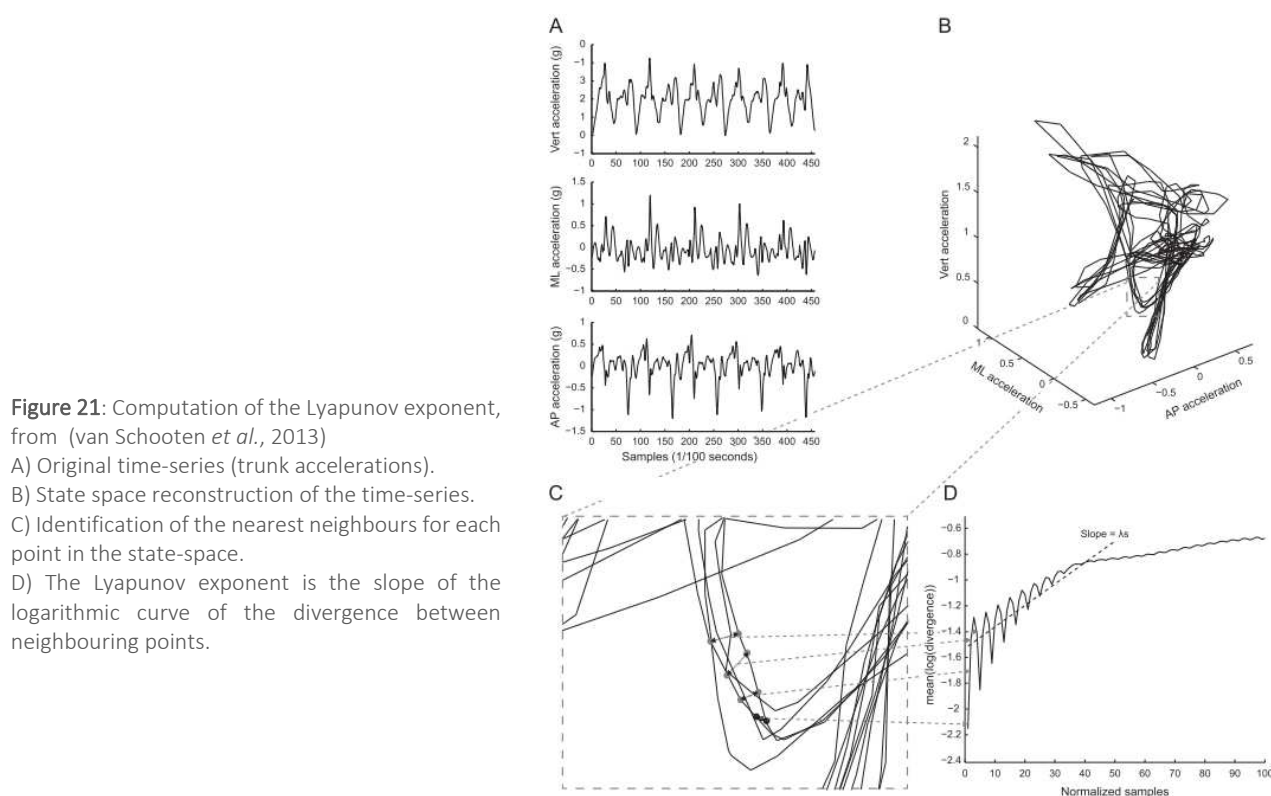 Figure 21: Computation of the Lyapunov exponent,
from (van Schooten et al., 2013)
A) Original time-series (trunk accelerations).
B) State space reconstruction of the time-series.
C) Identification of the nearest neighbours for each
point in the state-space.
D) The Lyapunov exponent is the slope of the
logarithmic curve of the divergence between
neighbouring points.
A
Vert acceleration (g)
0
−1
3
2
1
0
−1
0 50 100 150 200 250 300 350 400 450
ML acceleration (g)
1.5
1
0.5
0
−0.5
−1
0 50 100 150 200 250 300 350 400 450
AP acceleration (g)
1
0.5
0
−0.5
−1
−1.5
0 50 100 150 200 250 300 350 400 450
Samples (1/100 seconds)
B
Vert acceleration
2
1.5
1
0.5
0
ML acceleration
1
0.5
0
−0.5
AP acceleration
−1
−0.5
0
0.5
C
D
mean(log(divergence))
−0.6
−0.8
−1
−1.2
−1.4
−1.6
−1.8
−2
−2.2
−2.4
Slope = λs
0 10 20 30 40 50 60 70 80 90 100
Normalized samples